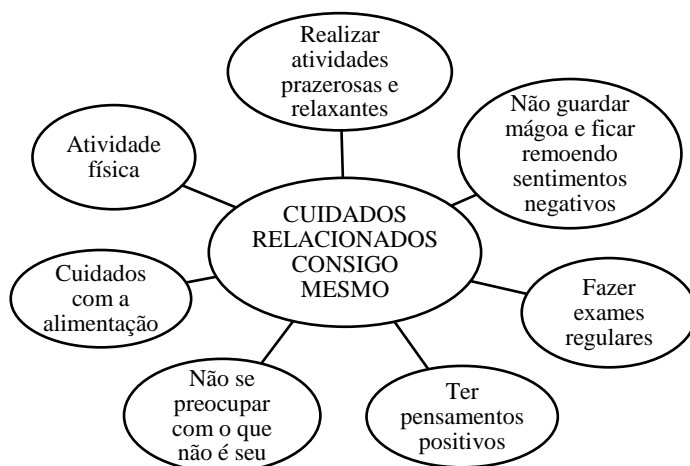 Realizar
atividades
prazerosas e
relaxantes
Não guardar
mágoa e ficar
remoendo
sentimentos
negativos
Atividade
física
CUIDADOS
RELACIONADOS
CONSIGO
MESMO
Cuidados
com a
alimentação
Fazer
exames
regulares
Não se
preocupar
com o que
não é seu
Ter
pensamentos
positivos